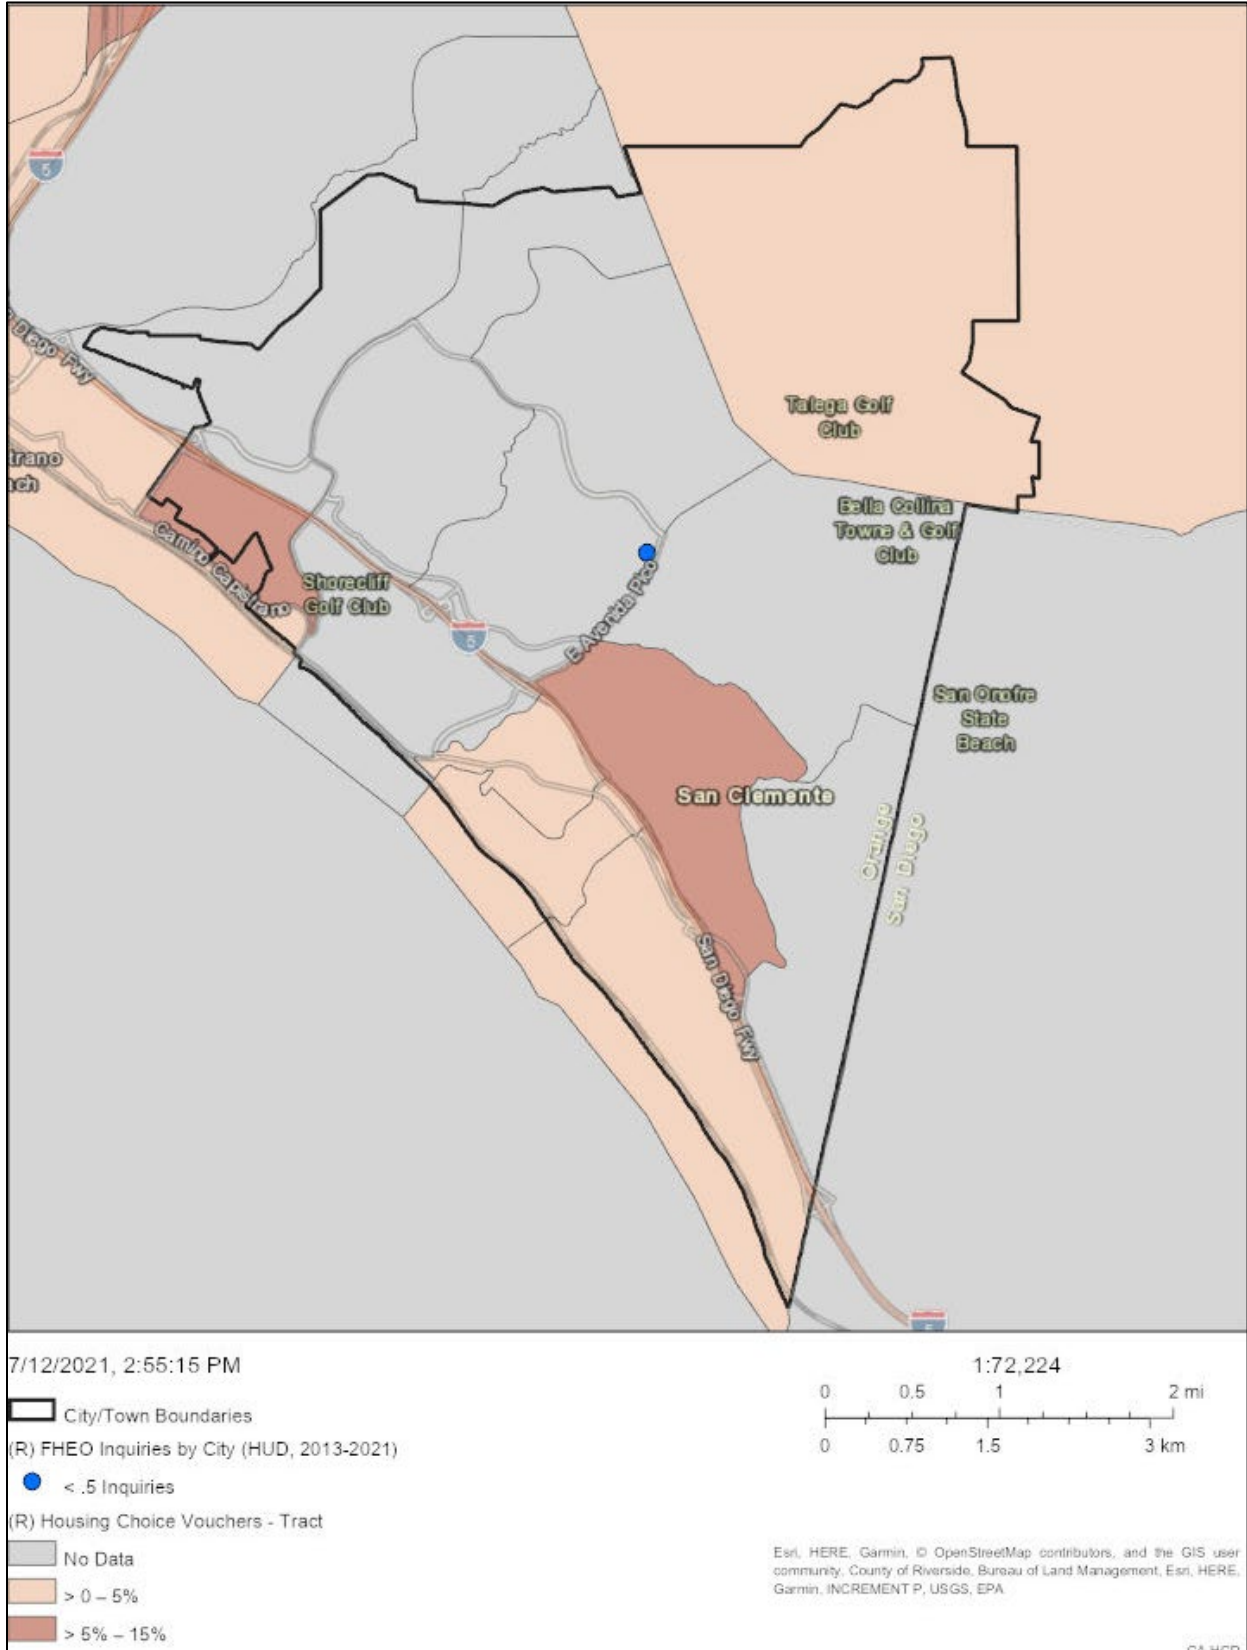 5
Diego Fwy
Talega Golf
Club
trano
ach
Bella Collina
Towne & Golf
Club
Camino Capistrano
Shorecliff
Golf Club
E Avenida Pico
5
San Onofre
State
Beach
San Clemente
Orange
San Diego
San Diego Fwy
5
7/12/2021, 2:55:15 PM
1:72,224
0 0.5 1 2 mi
City/Town Boundaries
(R) FHEO Inquiries by City (HUD, 2013-2021)
0 0.75 1.5 3 km
< .5 Inquiries
(R) Housing Choice Vouchers - Tract
No Data
> 0 – 5%
> 5% – 15%
Esri, HERE, Garmin, © OpenStreetMap contributors, and the GIS user
community, County of Riverside, Bureau of Land Management, Esri, HERE,
Garmin, INCREMENT P, USGS, EPA